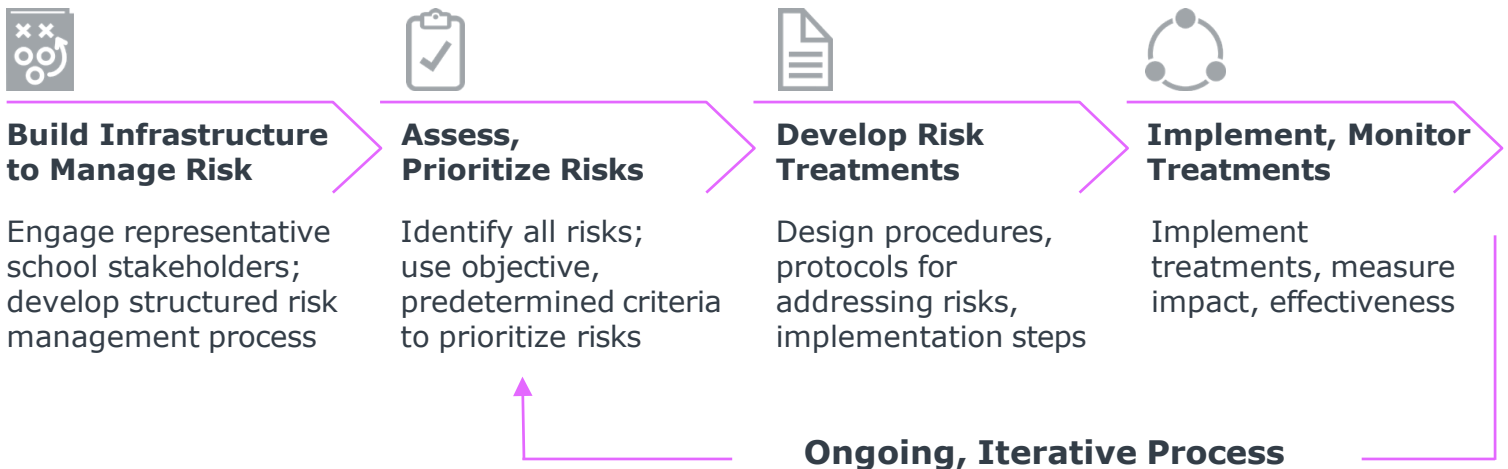 Build Infrastructure
to Manage Risk
Engage representative
school stakeholders;
develop structured risk
management process
Assess,
Prioritize Risks
Identify all risks;
use objective,
predetermined criteria
to prioritize risks
Develop Risk
Treatments
Design procedures,
protocols for
addressing risks,
implementation steps
Implement, Monitor
Treatments
Implement
treatments, measure
impact, effectiveness
Ongoing, Iterative Process